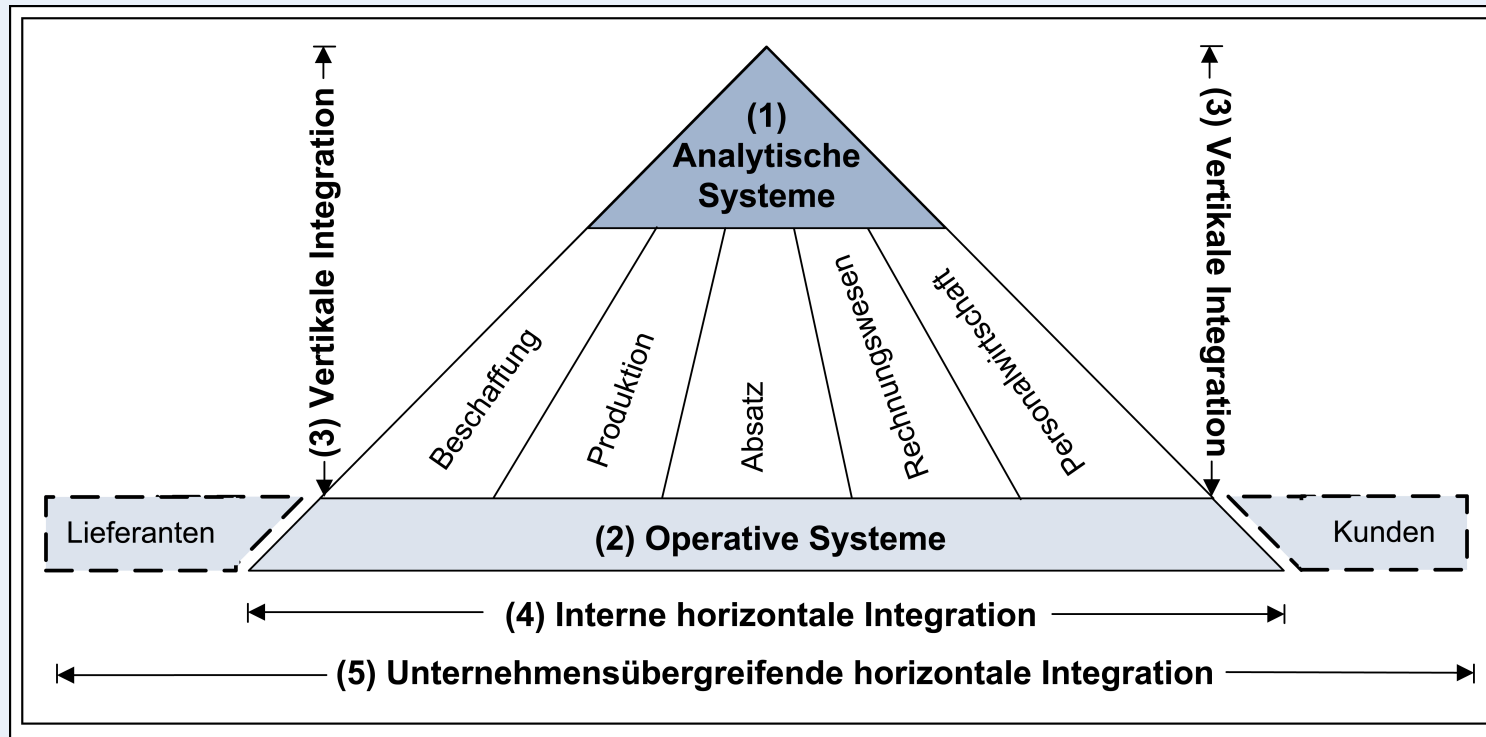 (1)
Analytische
Systeme
(3) Vertikale Integration
(3) Vertikale Integration
Beschaffung
Produktion
Absatz
Rechnungswesen
Personalwirtschaft
Lieferanten
(2) Operative Systeme
Kunden
(4) Interne horizontale Integration
(5) Unternehmensübergreifende horizontale Integration